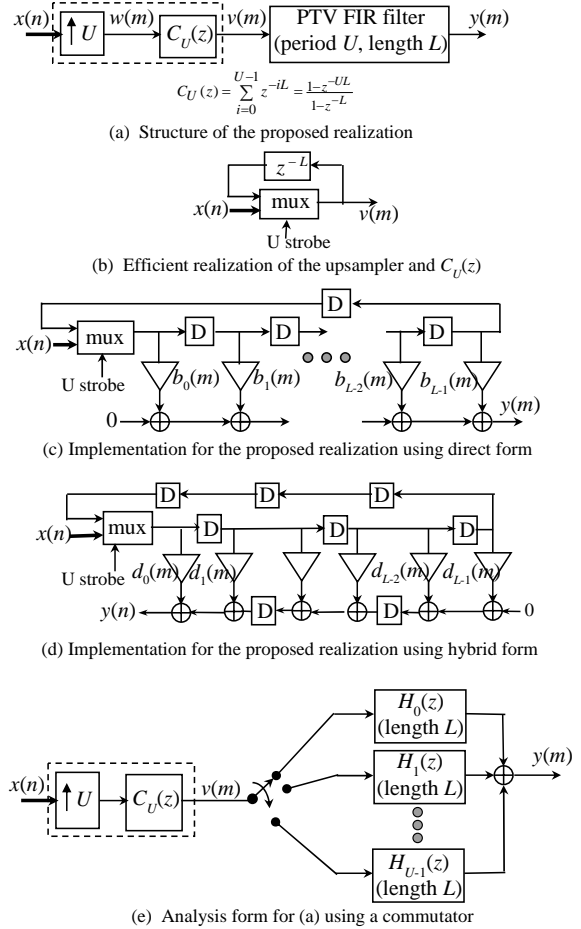 x(n) ↑ U w(m) C_U(z) v(m) PTV FIR filter (period U, length L) y(m)
C_U(z) = \sum_{i=0}^{U-1} z^{-iL} = \frac{1-z^{-UL}}{1-z^{-L}}
(a) Structure of the proposed realization
z^{-L}
x(n) mux v(m)
U strobe
(b) Efficient realization of the upsampler and C_U(z)
D
x(n) mux D D D
U strobe b_0(m) b_1(m) b_{L-2}(m) b_{L-1}(m)
0 y(m)
(c) Implementation for the proposed realization using direct form
D D D
x(n) mux D D D
U strobe d_0(m) d_1(m) d_{L-2}(m) d_{L-1}(m)
y(n) D D 0
(d) Implementation for the proposed realization using hybrid form
H_0(z)
(length L)
x(n) ↑ U C_U(z) v(m) H_1(z) y(m)
(length L)
H_{U-1}(z)
(length L)
(e) Analysis form for (a) using a commutator